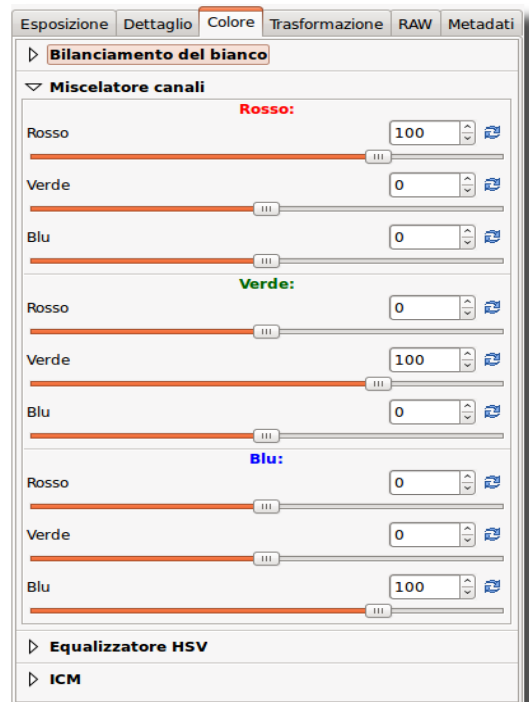 Esposizione Dettaglio Colore Trasformazione RAW Metadati
Bilanciamento del bianco
Miscelatore canali
Rosso:
Rosso 100
Verde 0
Blu 0
Verde:
Rosso 0
Verde 100
Blu 0
Blu:
Rosso 0
Verde 0
Blu 100
Equalizzatore HSV
ICM